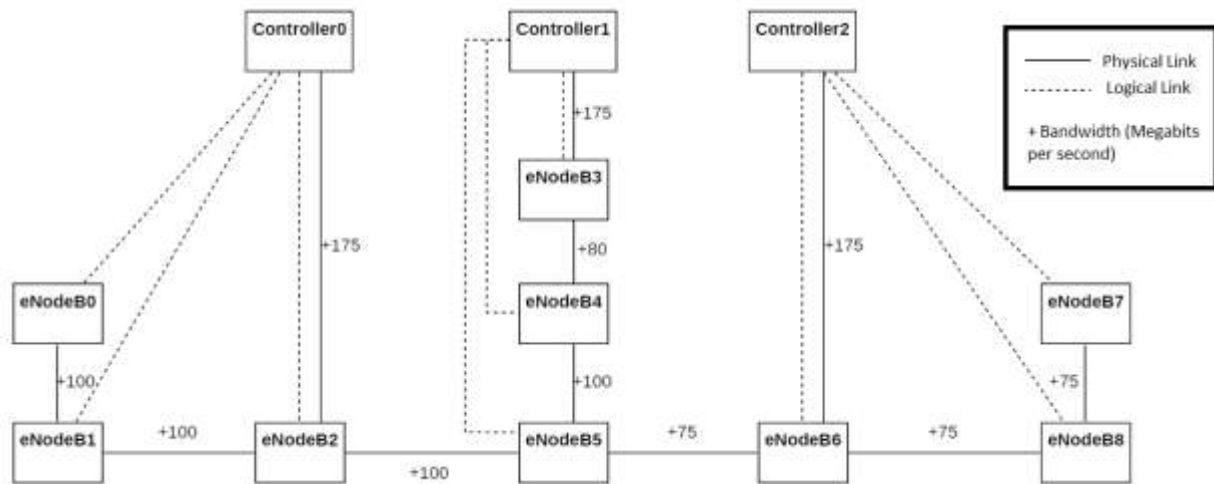 Controller0
Controller1
Controller2
Physical Link
Logical Link
+ Bandwidth (Megabits
per second)
+175
eNodeB3
+175
+80
+175
eNodeB0
eNodeB4
eNodeB7
+100
+100
+75
eNodeB1
+100
eNodeB2
+100
eNodeB5
+75
eNodeB6
+75
eNodeB8